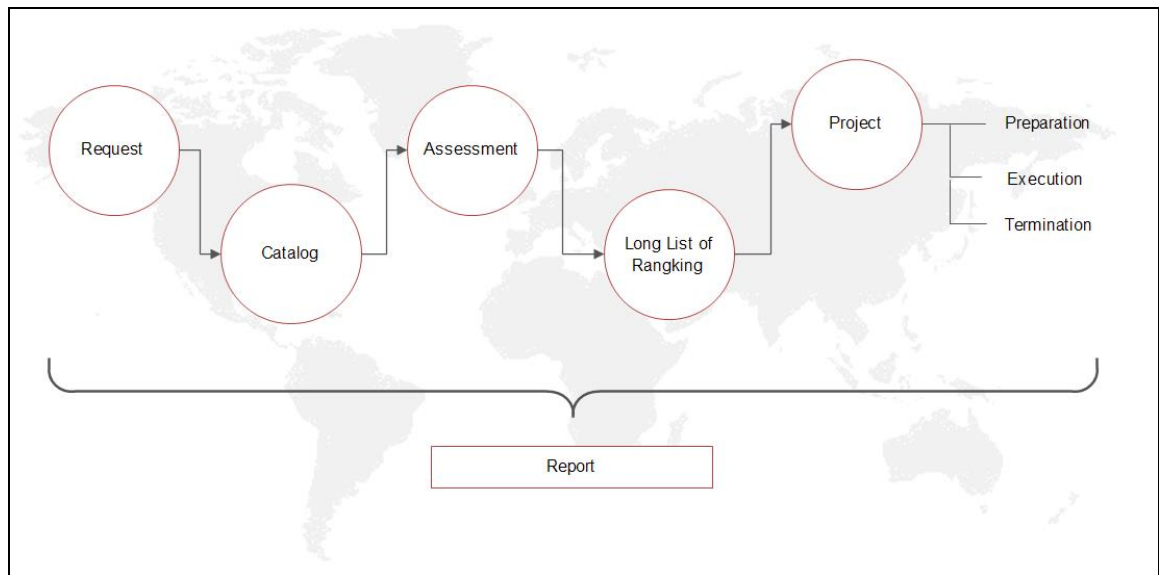 Request
Catalog
Assessment
Long List of
Rangking
Project
Preparation
Execution
Termination
Report